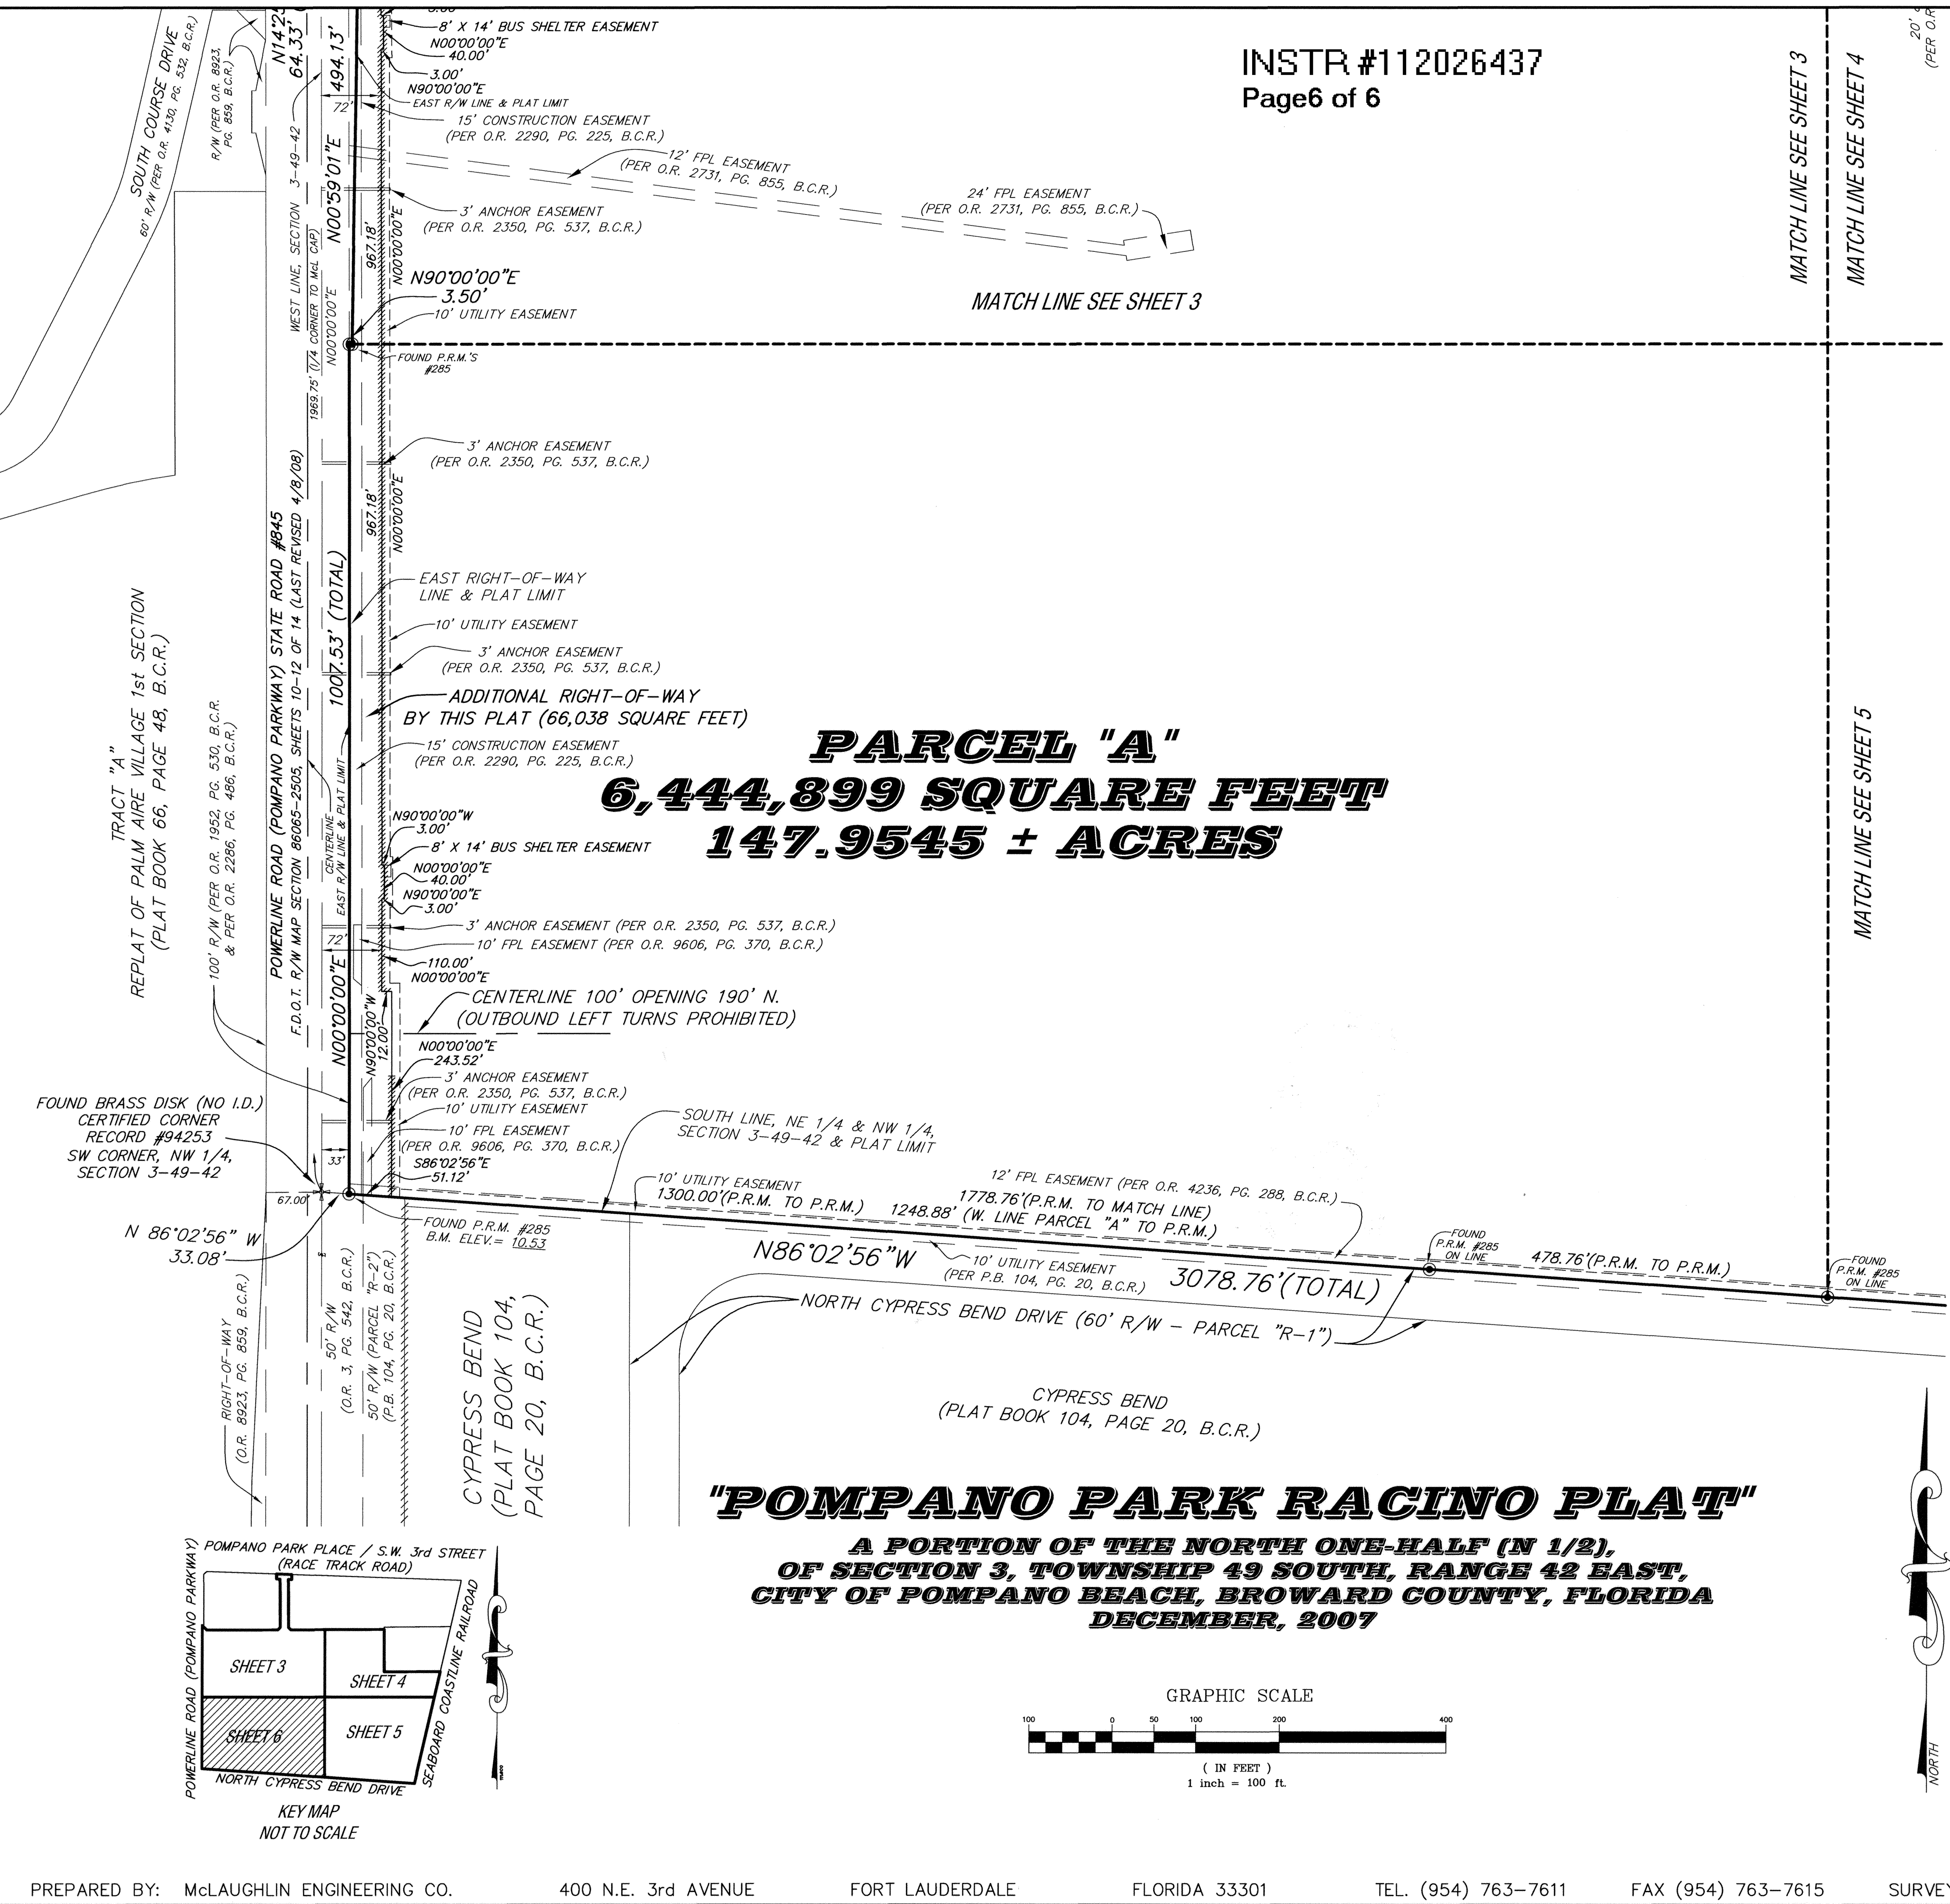 INSTR #112026437
Page6 of 6
20'
(PER O.R.
MATCH LINE SEE SHEET 3
MATCH LINE SEE SHEET 4
SOUTH COURSE DRIVE
60' R/W (PER O.R. 4130, PG. 532, B.C.R.)
R/W (PER O.R. 8923,
PG. 859, B.C.R.)
64.33'
494.13'
72'
N00°59'01"E
WEST LINE, SECTION 3-49-42
1969.75' (1/4 CORNER TO McL CAP)
N00°00'00"E
967.18'
N00°00'00"E
8' X 14' BUS SHELTER EASEMENT
N00°00'00"E
40.00'
3.00'
N90°00'00"E
EAST R/W LINE & PLAT LIMIT
15' CONSTRUCTION EASEMENT
(PER O.R. 2290, PG. 225, B.C.R.)
12' FPL EASEMENT
(PER O.R. 2731, PG. 855, B.C.R.)
24' FPL EASEMENT
(PER O.R. 2731, PG. 855, B.C.R.)
3' ANCHOR EASEMENT
(PER O.R. 2350, PG. 537, B.C.R.)
N90°00'00"E
3.50'
10' UTILITY EASEMENT
MATCH LINE SEE SHEET 3
FOUND P.R.M.'S
#285
3' ANCHOR EASEMENT
(PER O.R. 2350, PG. 537, B.C.R.)
967.18'
N00°00'00"E
TRACT "A"
REPLAT OF PALM AIRE VILLAGE 1st SECTION
(PLAT BOOK 66, PAGE 48, B.C.R.)
100' R/W (PER O.R. 1952, PG. 530, B.C.R.
& PER O.R. 2286, PG. 486, B.C.R.)
POWERLINE ROAD (POMPANO PARKWAY) STATE ROAD #845
F.D.O.T. R/W MAP SECTION 86065-2505, SHEETS 10-12 OF 14 (LAST REVISED 4/8/08)
CENTERLINE
EAST R/W LINE & PLAT LIMIT
1007.53' (TOTAL)
N00°00'00"E
EAST RIGHT-OF-WAY
LINE & PLAT LIMIT
10' UTILITY EASEMENT
3' ANCHOR EASEMENT
(PER O.R. 2350, PG. 537, B.C.R.)
ADDITIONAL RIGHT-OF-WAY
BY THIS PLAT (66,038 SQUARE FEET)
15' CONSTRUCTION EASEMENT
(PER O.R. 2290, PG. 225, B.C.R.)
PARCEL "A"
6,444,899 SQUARE FEET
147.9545 ± ACRES
MATCH LINE SEE SHEET 5
N90°00'00"W
3.00'
8' X 14' BUS SHELTER EASEMENT
N00°00'00"E
40.00'
N90°00'00"E
3.00'
3' ANCHOR EASEMENT (PER O.R. 2350, PG. 537, B.C.R.)
72'
10' FPL EASEMENT (PER O.R. 9606, PG. 370, B.C.R.)
110.00'
N00°00'00"E
CENTERLINE 100' OPENING 190' N.
(OUTBOUND LEFT TURNS PROHIBITED)
N90°00'00"W
12.00'
N00°00'00"E
243.52'
3' ANCHOR EASEMENT
(PER O.R. 2350, PG. 537, B.C.R.)
10' UTILITY EASEMENT
10' FPL EASEMENT
(PER O.R. 9606, PG. 370, B.C.R.)
S86°02'56"E
51.12'
FOUND BRASS DISK (NO I.D.)
CERTIFIED CORNER
RECORD #94253
SW CORNER, NW 1/4,
SECTION 3-49-42
33'
67.00'
N 86°02'56" W
33.08'
FOUND P.R.M. #285
B.M. ELEV.= 10.53
SOUTH LINE, NE 1/4 & NW 1/4,
SECTION 3-49-42 & PLAT LIMIT
10' UTILITY EASEMENT
1300.00'(P.R.M. TO P.R.M.)
12' FPL EASEMENT (PER O.R. 4236, PG. 288, B.C.R.)
1778.76'(P.R.M. TO MATCH LINE)
1248.88' (W. LINE PARCEL "A" TO P.R.M.)
N86°02'56"W
10' UTILITY EASEMENT
(PER P.B. 104, PG. 20, B.C.R.)
3078.76'(TOTAL)
FOUND
P.R.M. #285
ON LINE
478.76'(P.R.M. TO P.R.M.)
FOUND
P.R.M. #285
ON LINE
NORTH CYPRESS BEND DRIVE (60' R/W - PARCEL "R-1")
RIGHT-OF-WAY
(O.R. 8923, PG. 859, B.C.R.)
50' R/W
(O.R. 3, PG. 542, B.C.R.)
50' R/W (PARCEL "R-2")
(P.B. 104, PG. 20, B.C.R.)
CYPRESS BEND
(PLAT BOOK 104,
PAGE 20, B.C.R.)
CYPRESS BEND
(PLAT BOOK 104, PAGE 20, B.C.R.)
"POMPANO PARK RACINO PLAT"
A PORTION OF THE NORTH ONE-HALF (N 1/2),
OF SECTION 3, TOWNSHIP 49 SOUTH, RANGE 42 EAST,
CITY OF POMPANO BEACH, BROWARD COUNTY, FLORIDA
DECEMBER, 2007
POMPANO PARK PLACE / S.W. 3rd STREET
(RACE TRACK ROAD)
POWERLINE ROAD (POMPANO PARKWAY)
SEABOARD COASTLINE RAILROAD
SHEET 3
SHEET 4
SHEET 6
SHEET 5
NORTH CYPRESS BEND DRIVE
KEY MAP
NOT TO SCALE
GRAPHIC SCALE
100 0 50 100 200 400
( IN FEET )
1 inch = 100 ft.
NORTH
PREPARED BY: McLAUGHLIN ENGINEERING CO. 400 N.E. 3rd AVENUE FORT LAUDERDALE FLORIDA 33301 TEL. (954) 763-7611 FAX (954) 763-7615 SURVEY